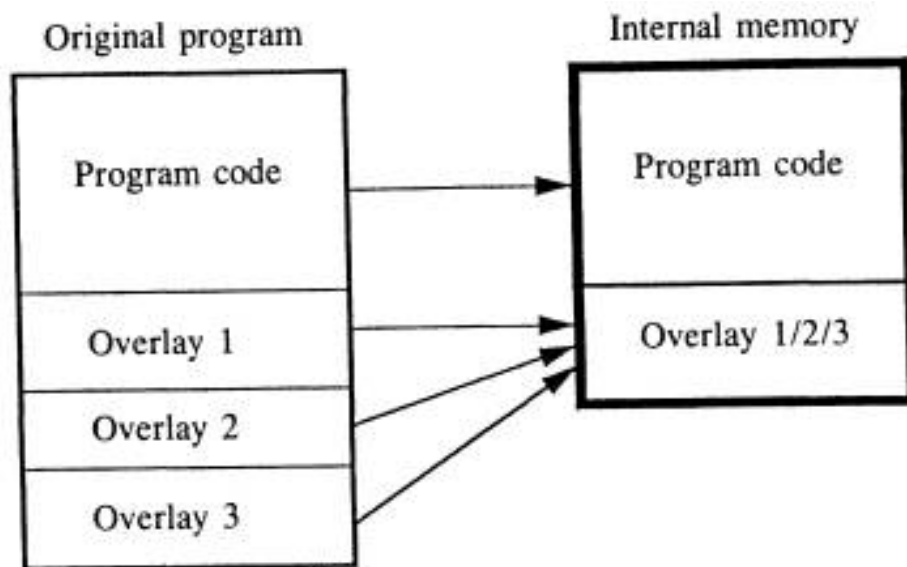 Original program
Internal memory
Program code
Program code
Overlay 1
Overlay 1/2/3
Overlay 2
Overlay 3